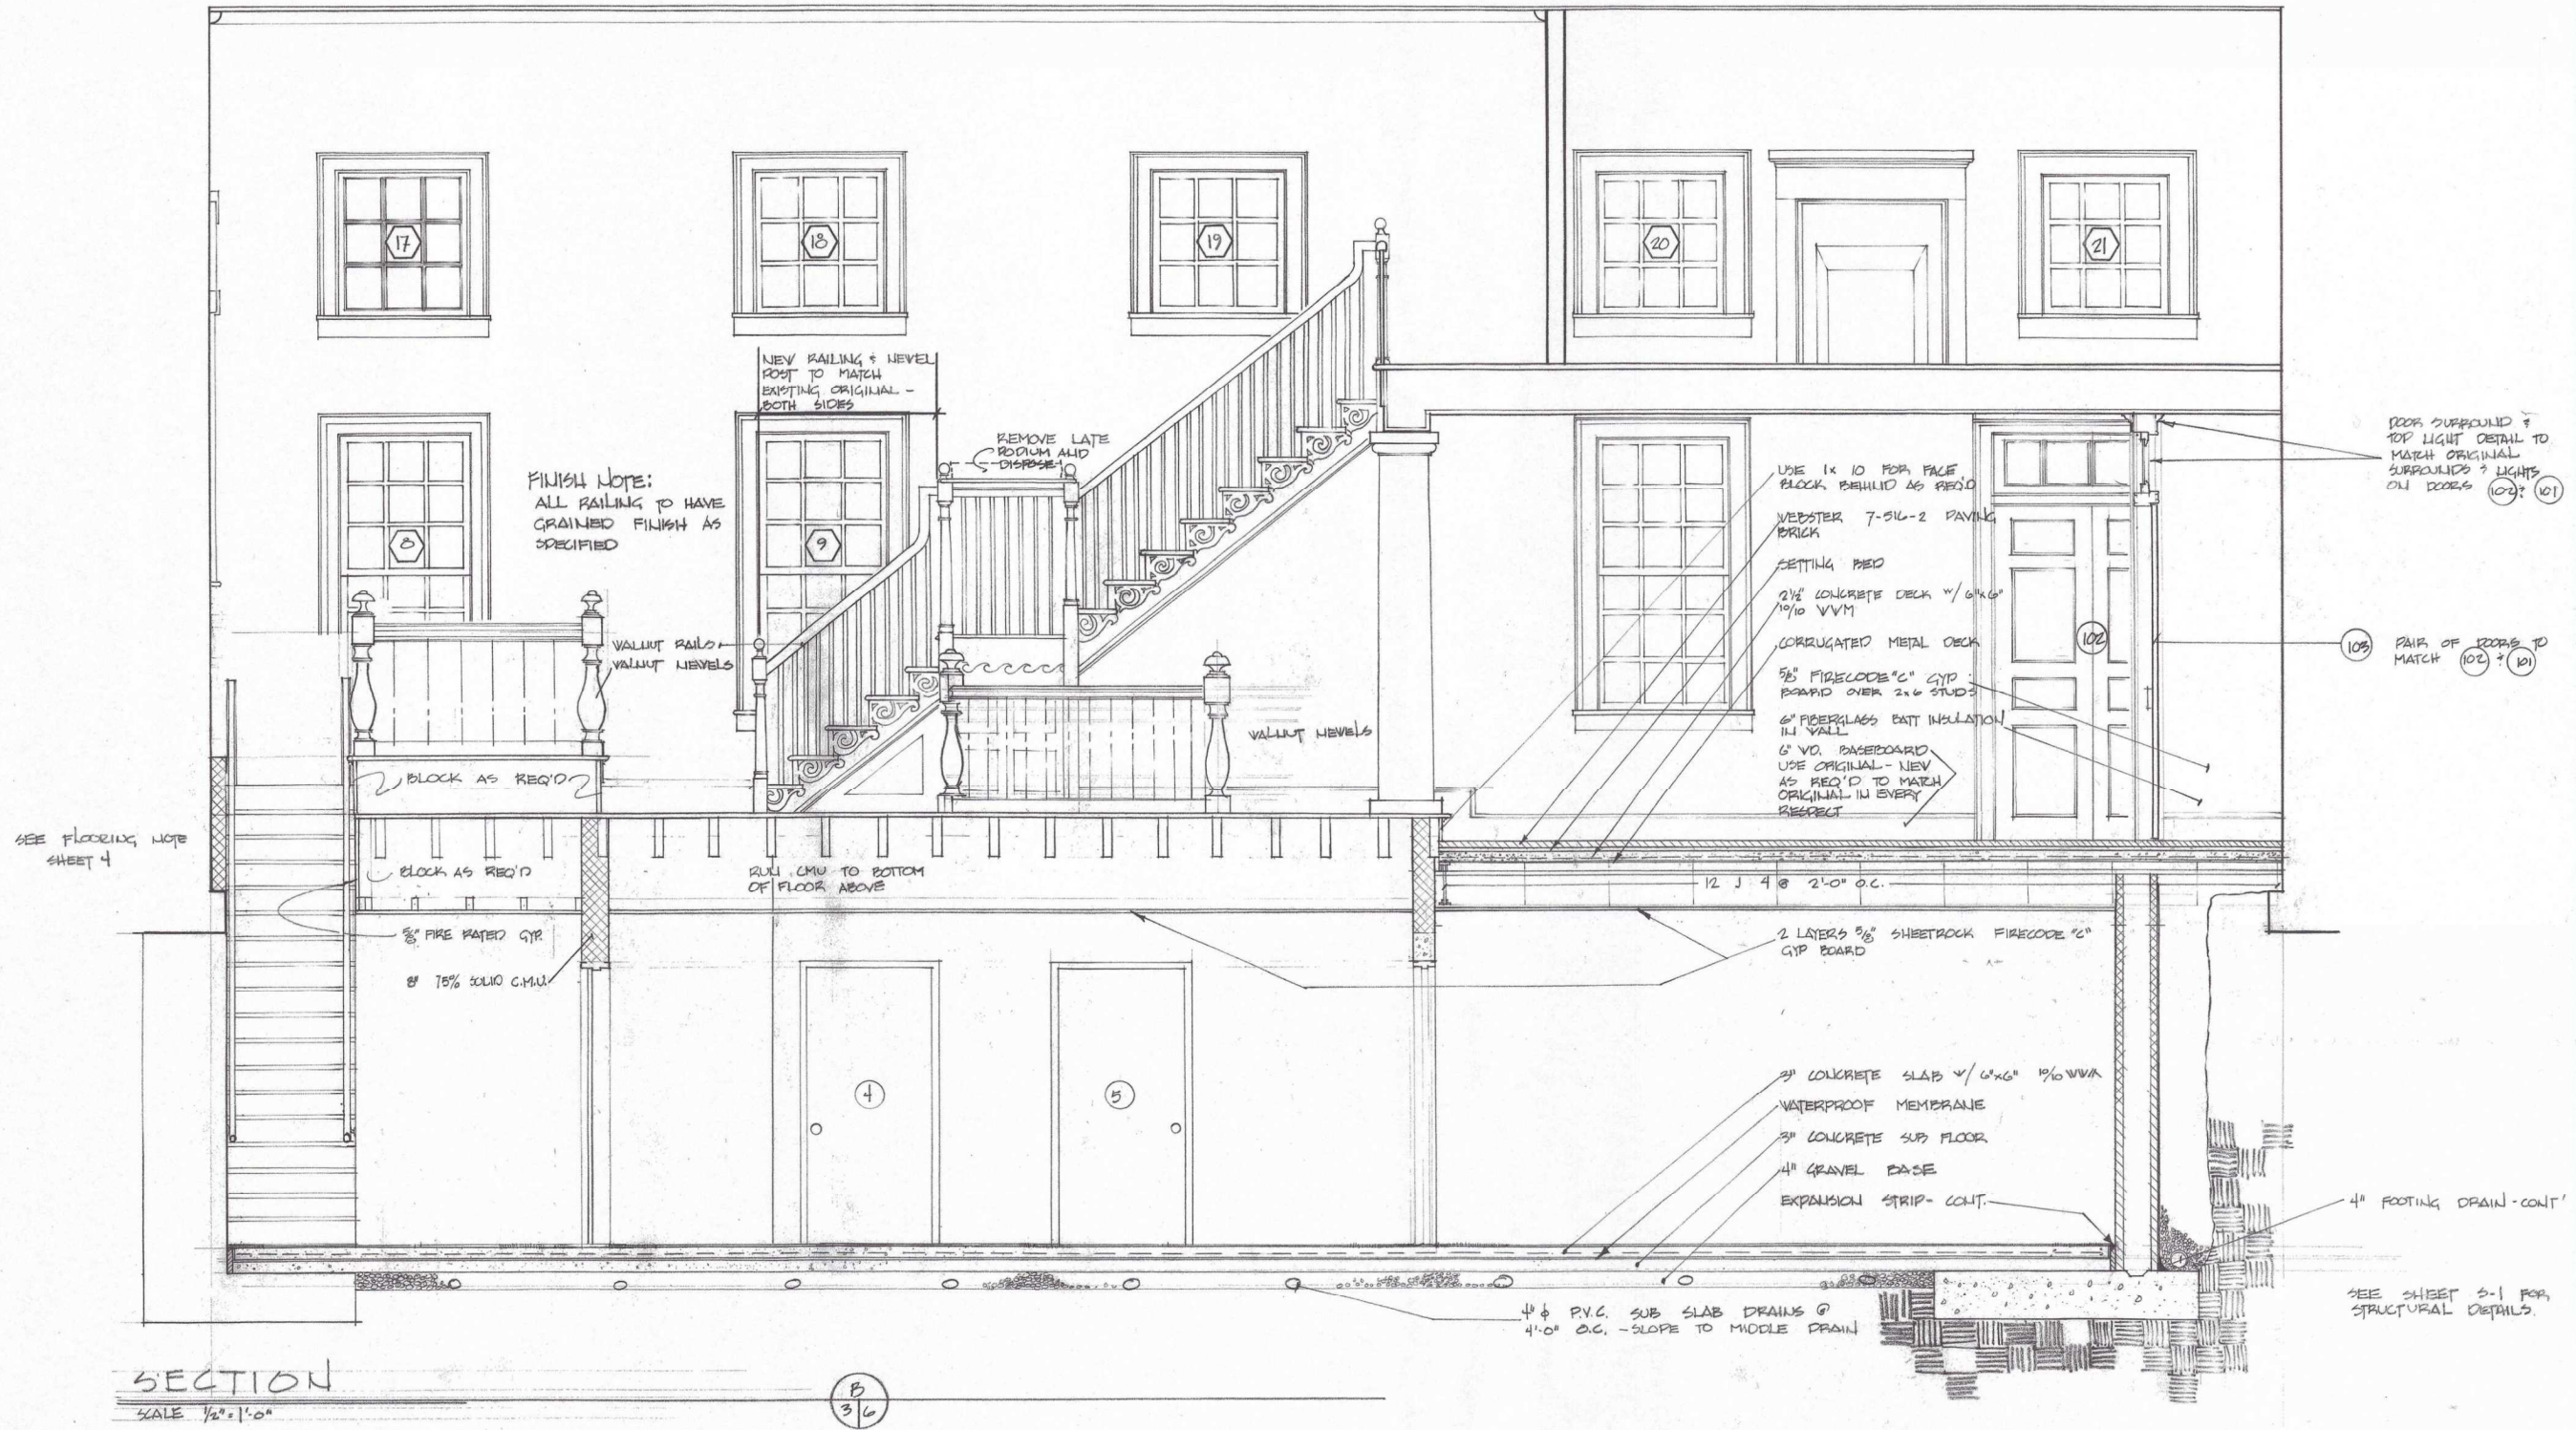 17
18
19
20
21
NEW RAILING & NEWEL
POST TO MATCH
EXISTING ORIGINAL -
BOTH SIDES
REMOVE LATE
PODIUM AND
DISPOSE
FINISH NOTE:
ALL RAILING TO HAVE
GRAINED FINISH AS
SPECIFIED
8
9
DOOR SURROUND &
TOP LIGHT DETAIL TO
MATCH ORIGINAL
SURROUNDS & LIGHTS
ON DOORS 102 & 101
USE 1x 10 FOR FACE
BLOCK BEHIND AS REQ'D
WEBSTER 7-516-2 PAVING
BRICK
SETTING BED
2½" CONCRETE DECK W/ 6"x6"
10/10 WWM
CORRUGATED METAL DECK
5/8" FIRECODE "C" GYP
BOARD OVER 2x6 STUDS
6" FIBERGLASS BATT INSULATION
IN WALL
6" WD. BASEBOARD
USE ORIGINAL - NEW
AS REQ'D TO MATCH
ORIGINAL IN EVERY
RESPECT
102
103 PAIR OF DOORS TO
MATCH 102 & 101
WALNUT RAILS
WALNUT NEWELS
WALNUT NEWELS
BLOCK AS REQ'D
SEE FLOORING NOTE
SHEET 4
BLOCK AS REQ'D
RUN CMU TO BOTTOM
OF FLOOR ABOVE
12 J 4 @ 2'-0" O.C.
5/8" FIRE RATED GYP.
8" 75% SOLID C.M.U.
2 LAYERS 5/8" SHEETROCK FIRECODE "C"
GYP BOARD
4
5
3" CONCRETE SLAB W/ 6"x6" 10/10 WWM
WATERPROOF MEMBRANE
3" CONCRETE SUB FLOOR
4" GRAVEL BASE
EXPANSION STRIP - CONT.
4" FOOTING DRAIN - CONT'
4" ϕ P.V.C. SUB SLAB DRAINS @
4'-0" O.C. - SLOPE TO MIDDLE DRAIN
SEE SHEET S-1 FOR
STRUCTURAL DETAILS.
SECTION
SCALE 1/2" = 1'-0"
B
3 6